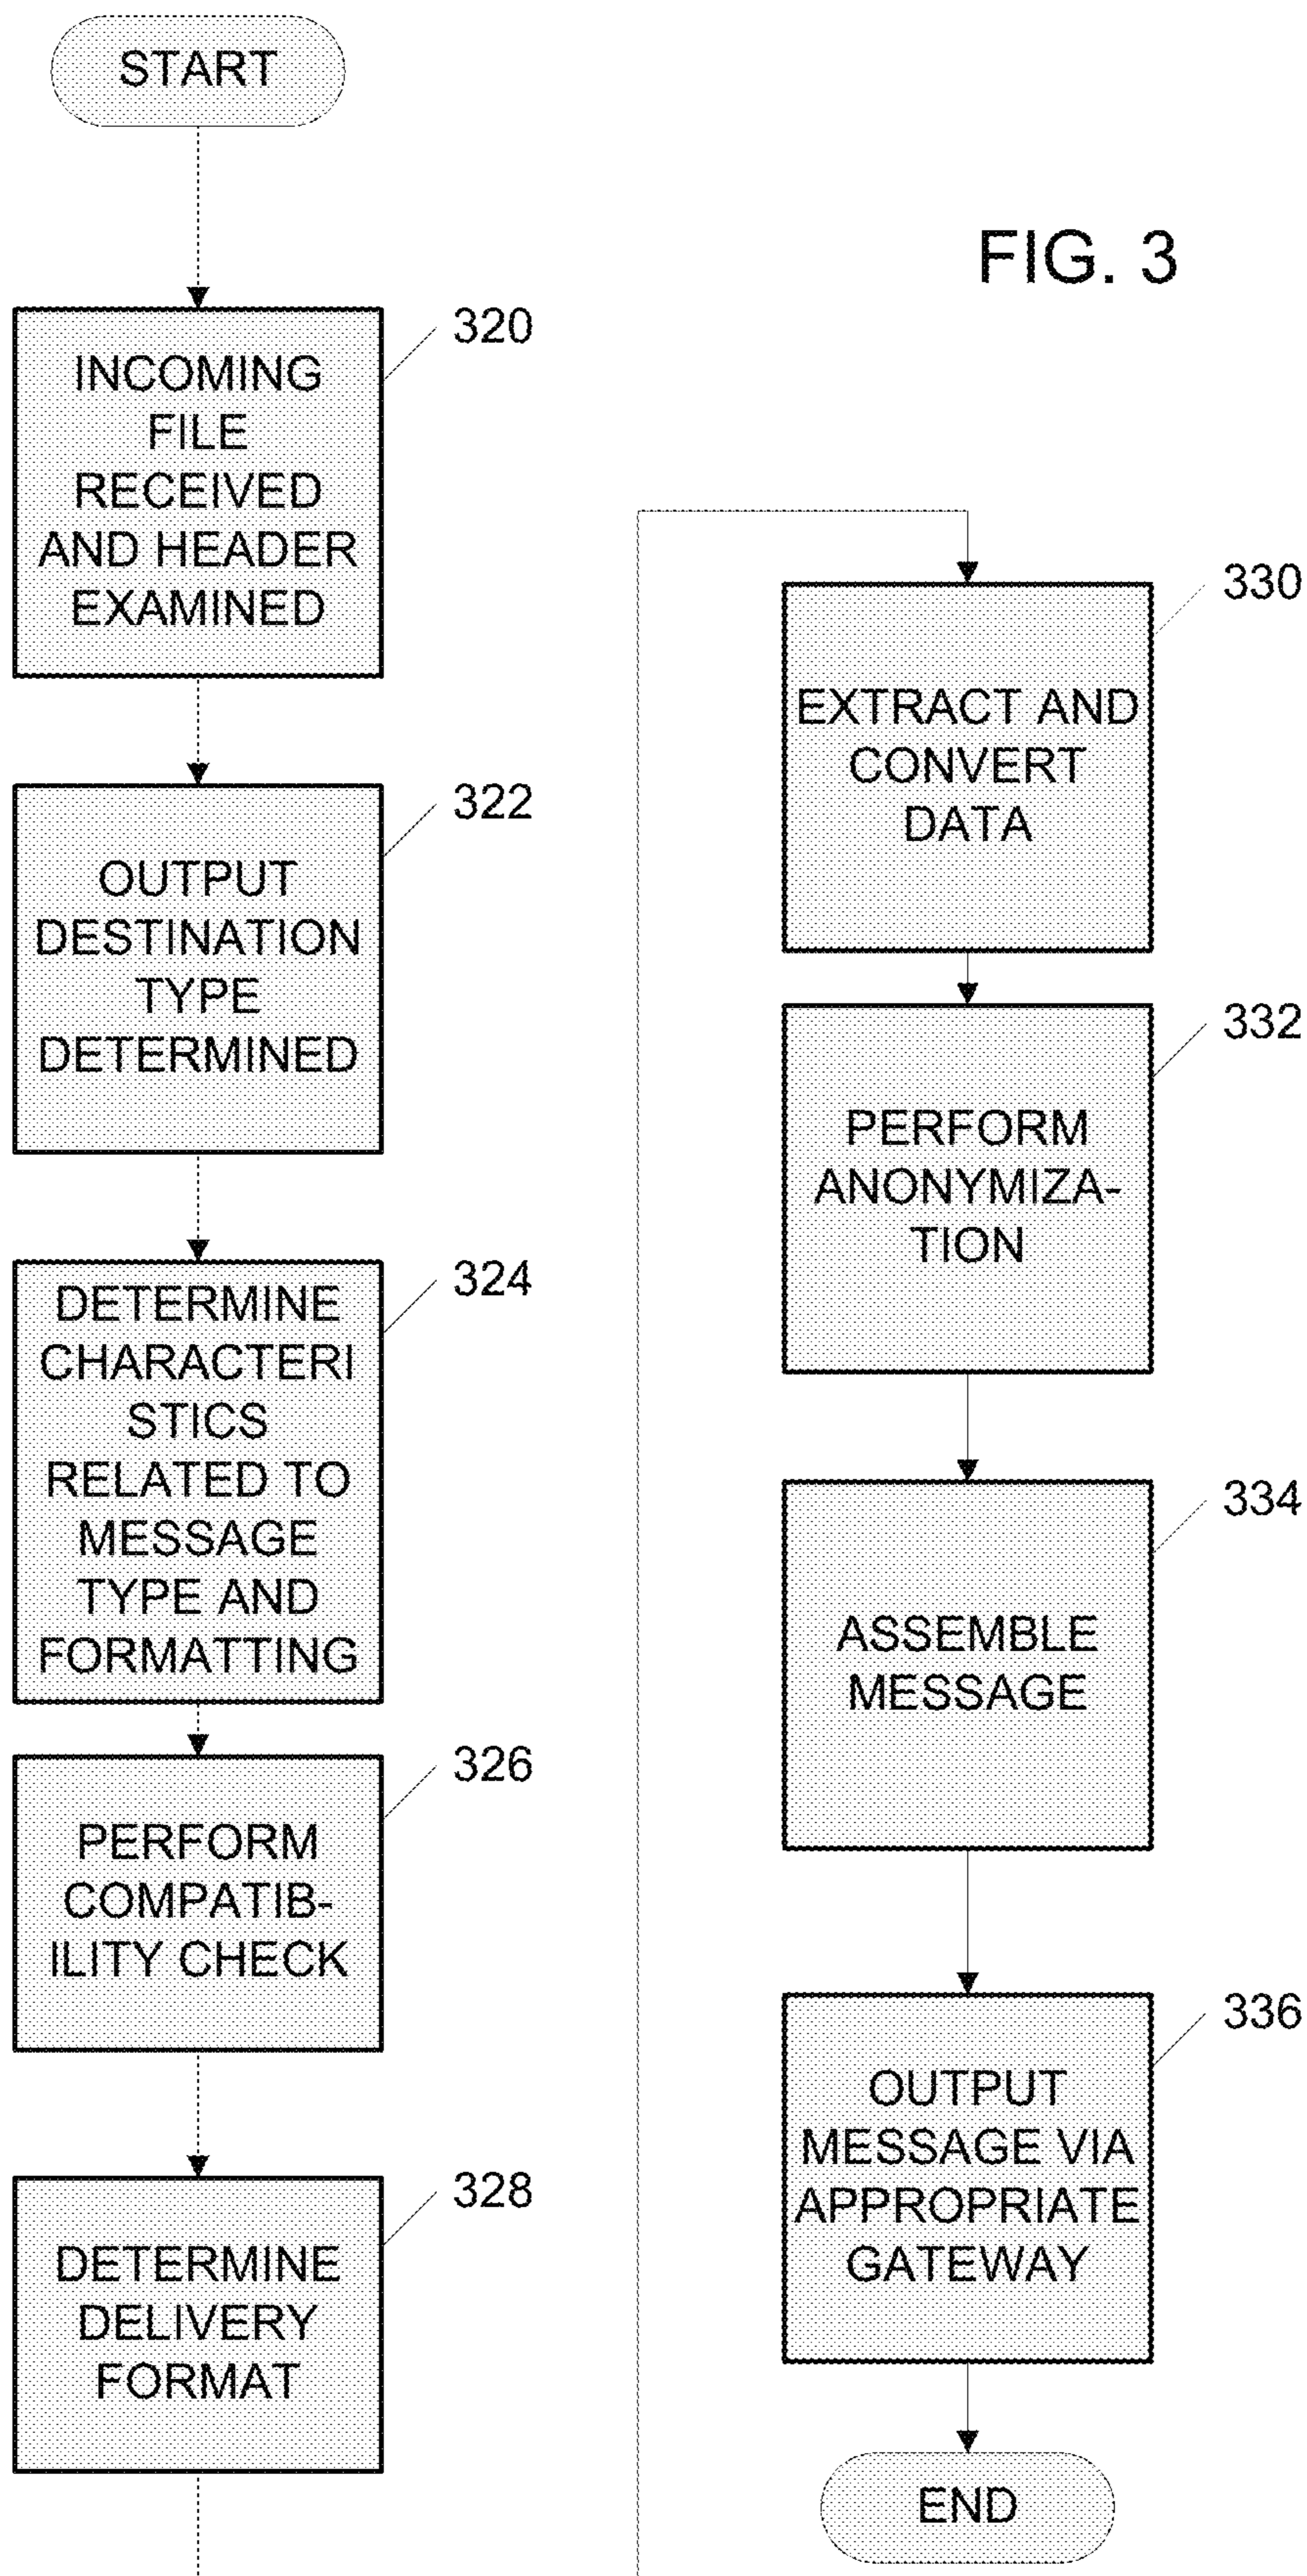 START
FIG. 3
320
INCOMING
FILE
RECEIVED
AND HEADER
EXAMINED
322
OUTPUT
DESTINATION
TYPE
DETERMINED
324
DETERMINE
CHARACTERI
STICS
RELATED TO
MESSAGE
TYPE AND
FORMATTING
326
PERFORM
COMPATIB-
ILITY CHECK
328
DETERMINE
DELIVERY
FORMAT
330
EXTRACT AND
CONVERT
DATA
332
PERFORM
ANONYMIZA-
TION
334
ASSEMBLE
MESSAGE
336
OUTPUT
MESSAGE VIA
APPROPRIATE
GATEWAY
END